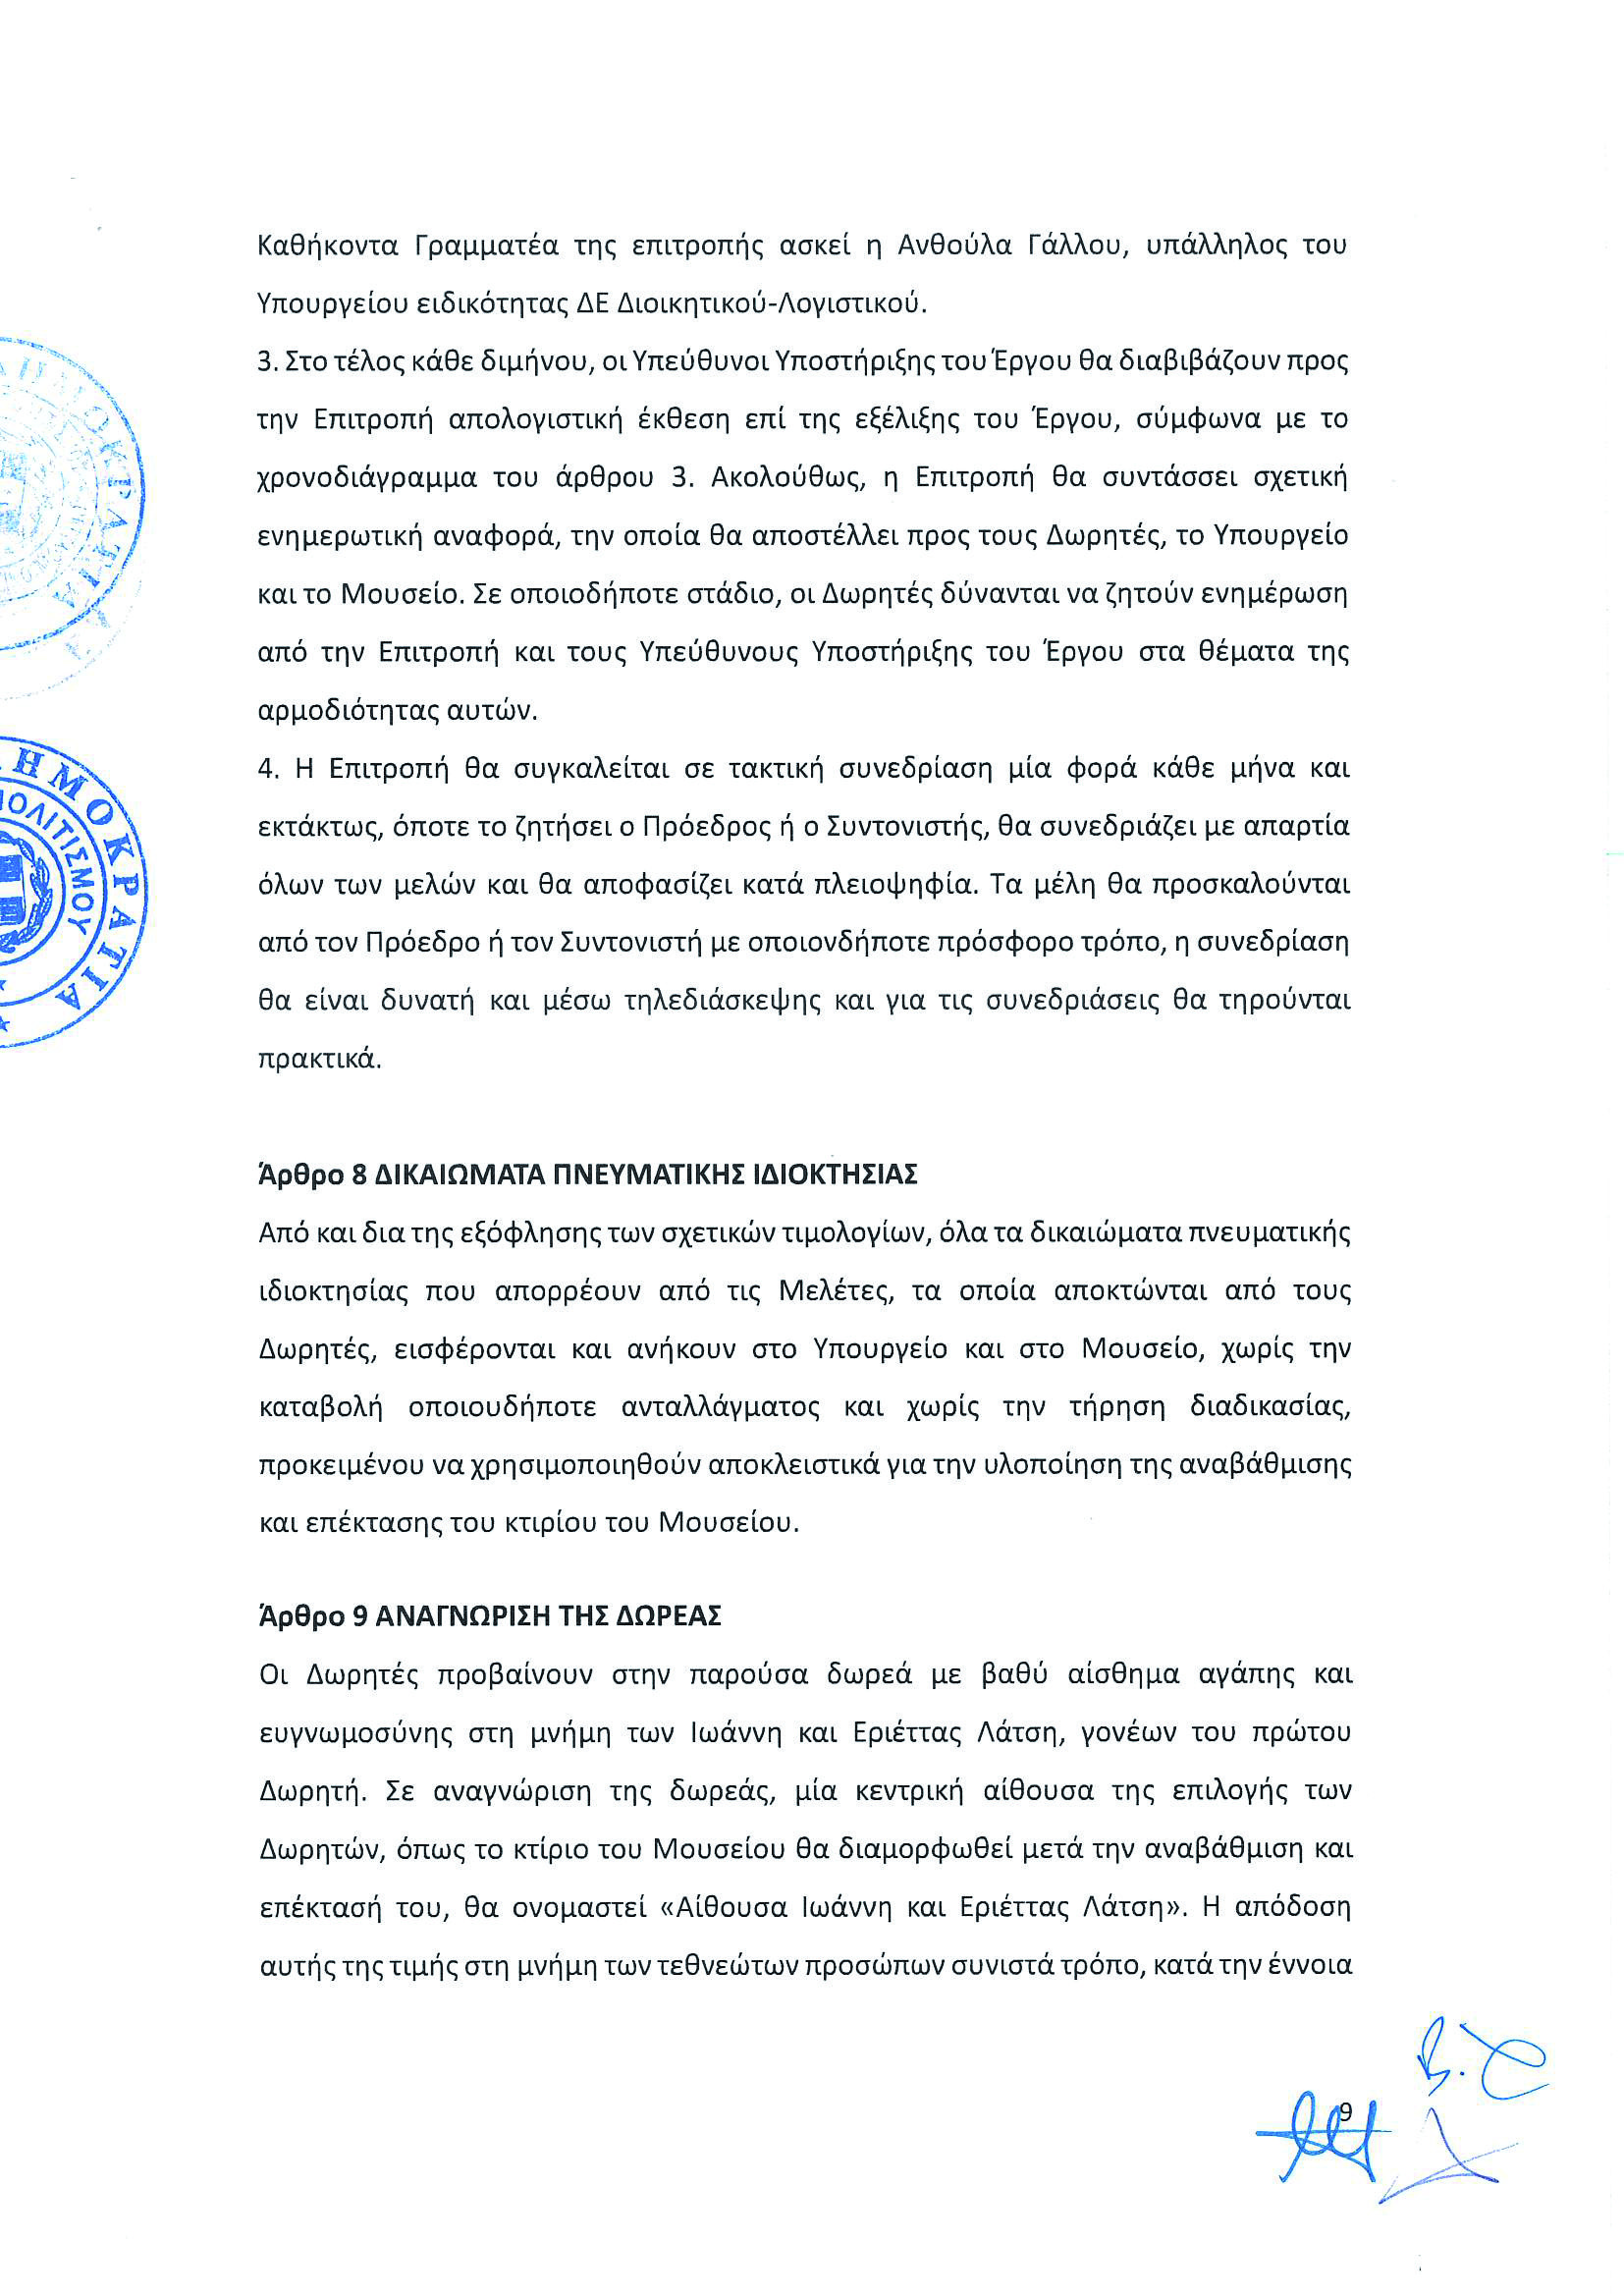 Καθήκοντα Γραμματέα της επιτροπής ασκεί η Ανθούλα Γάλλου, υπάλληλος του
Υπουργείου ειδικότητας ΔΕ Διοικητικού-Λογιστικού.
3. Στο τέλος κάθε διμήνου, οι Υπεύθυνοι Υποστήριξης του Έργου θα διαβιβάζουν προς
την Επιτροπή απολογιστική έκθεση επί της εξέλιξης του Έργου, σύμφωνα με το
χρονοδιάγραμμα του άρθρου 3. Ακολούθως, η Επιτροπή θα συντάσσει σχετική
ενημερωτική αναφορά, την οποία θα αποστέλλει προς τους Δωρητές, το Υπουργείο
και το Μουσείο. Σε οποιοδήποτε στάδιο, οι Δωρητές δύνανται να ζητούν ενημέρωση
από την Επιτροπή και τους Υπεύθυνους Υποστήριξης του Έργου στα θέματα της
αρμοδιότητας αυτών.
4. Η Επιτροπή θα συγκαλείται σε τακτική συνεδρίαση μία φορά κάθε μήνα και
εκτάκτως, όποτε το ζητήσει ο Πρόεδρος ή ο Συντονιστής, θα συνεδριάζει με απαρτία
όλων των μελών και θα αποφασίζει κατά πλειοψηφία. Τα μέλη θα προσκαλούνται
από τον Πρόεδρο ή τον Συντονιστή με οποιονδήποτε πρόσφορο τρόπο, η συνεδρίαση
θα είναι δυνατή και μέσω τηλεδιάσκεψης και για τις συνεδριάσεις θα τηρούνται
πρακτικά.
Άρθρο 8 ΔΙΚΑΙΩΜΑΤΑ ΠΝΕΥΜΑΤΙΚΗΣ ΙΔΙΟΚΤΗΣΙΑΣ
Από και δια της εξόφλησης των σχετικών τιμολογίων, όλα τα δικαιώματα πνευματικής
ιδιοκτησίας που απορρέουν από τις Μελέτες, τα οποία αποκτώνται από τους
Δωρητές, εισφέρονται και ανήκουν στο Υπουργείο και στο Μουσείο, χωρίς την
καταβολή οποιουδήποτε ανταλλάγματος και χωρίς την τήρηση διαδικασίας,
προκειμένου να χρησιμοποιηθούν αποκλειστικά για την υλοποίηση της αναβάθμισης
και επέκτασης του κτιρίου του Μουσείου.
Άρθρο 9 ΑΝΑΓΝΩΡΙΣΗ ΤΗΣ ΔΩΡΕΑΣ
Οι Δωρητές προβαίνουν στην παρούσα δωρεά με βαθύ αίσθημα αγάπης και
ευγνωμοσύνης στη μνήμη των Ιωάννη και Εριέττας Λάτση, γονέων του πρώτου
Δωρητή. Σε αναγνώριση της δωρεάς, μία κεντρική αίθουσα της επιλογής των
Δωρητών, όπως το κτίριο του Μουσείου θα διαμορφωθεί μετά την αναβάθμιση και
επέκτασή του, θα ονομαστεί «Αίθουσα Ιωάννη και Εριέττας Λάτση». Η απόδοση
αυτής της τιμής στη μνήμη των τεθνεώτων προσώπων συνιστά τρόπο, κατά την έννοια
9
ΗΜΟΚΡΑΤΙΑ
ΠΟΛΙΤΙΣΜΟΥ